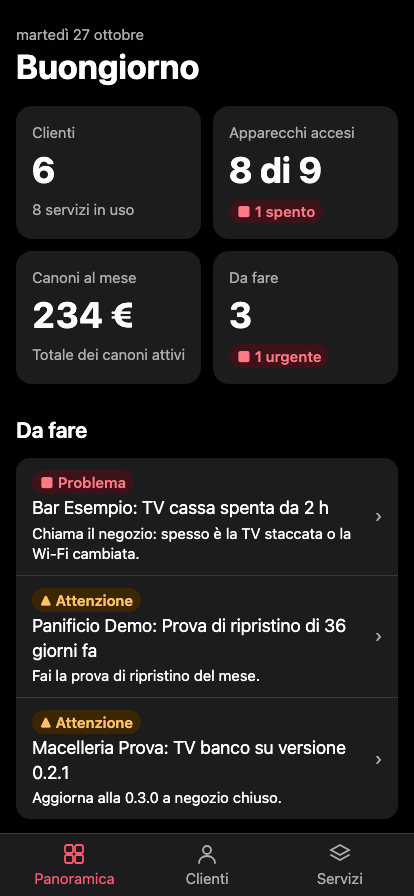 martedì 27 ottobre
Buongiorno
Clienti
6
8 servizi in uso
Apparecchi accesi
8 di 9
1 spento
Canoni al mese
234 €
Totale dei canoni attivi
Da fare
3
1 urgente
Da fare
Problema
Bar Esempio: TV cassa spenta da 2 h
Chiama il negozio: spesso è la TV staccata o la
Wi-Fi cambiata.
Attenzione
Panificio Demo: Prova di ripristino di 36
giorni fa
Fai la prova di ripristino del mese.
Attenzione
Macelleria Prova: TV banco su versione
0.2.1
Aggiorna alla 0.3.0 a negozio chiuso.
Panoramica
Clienti
Servizi